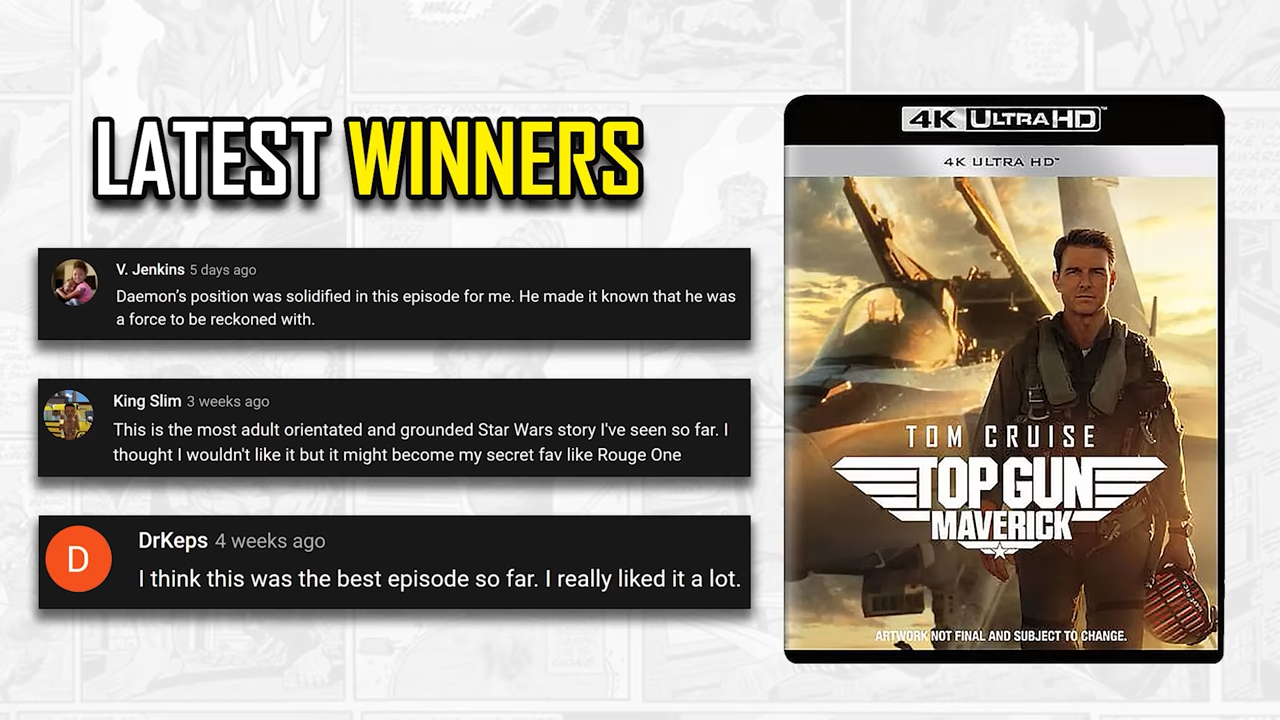 LATEST WINNERS
V. Jenkins 5 days ago
Daemon’s position was solidified in this episode for me. He made it known that he was
a force to be reckoned with.
King Slim 3 weeks ago
This is the most adult orientated and grounded Star Wars story I've seen so far. I
thought I wouldn't like it but it might become my secret fav like Rouge One
D
DrKeps 4 weeks ago
I think this was the best episode so far. I really liked it a lot.
4K ULTRA HD™
4K ULTRA HD™
TOM CRUISE
TOP GUN
MAVERICK
ARTWORK NOT FINAL AND SUBJECT TO CHANGE.